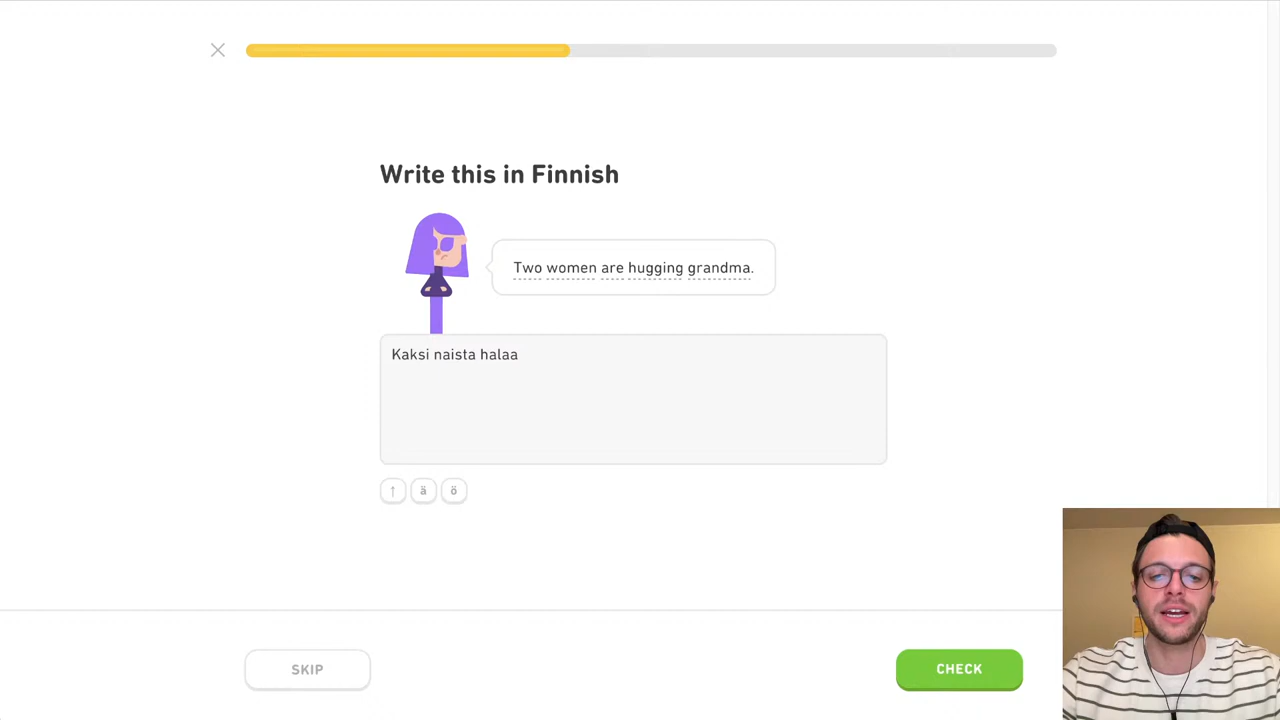 Write this in Finnish
Two women are hugging grandma.
Kaksi naista halaa
↑ ä ö
SKIP
CHECK